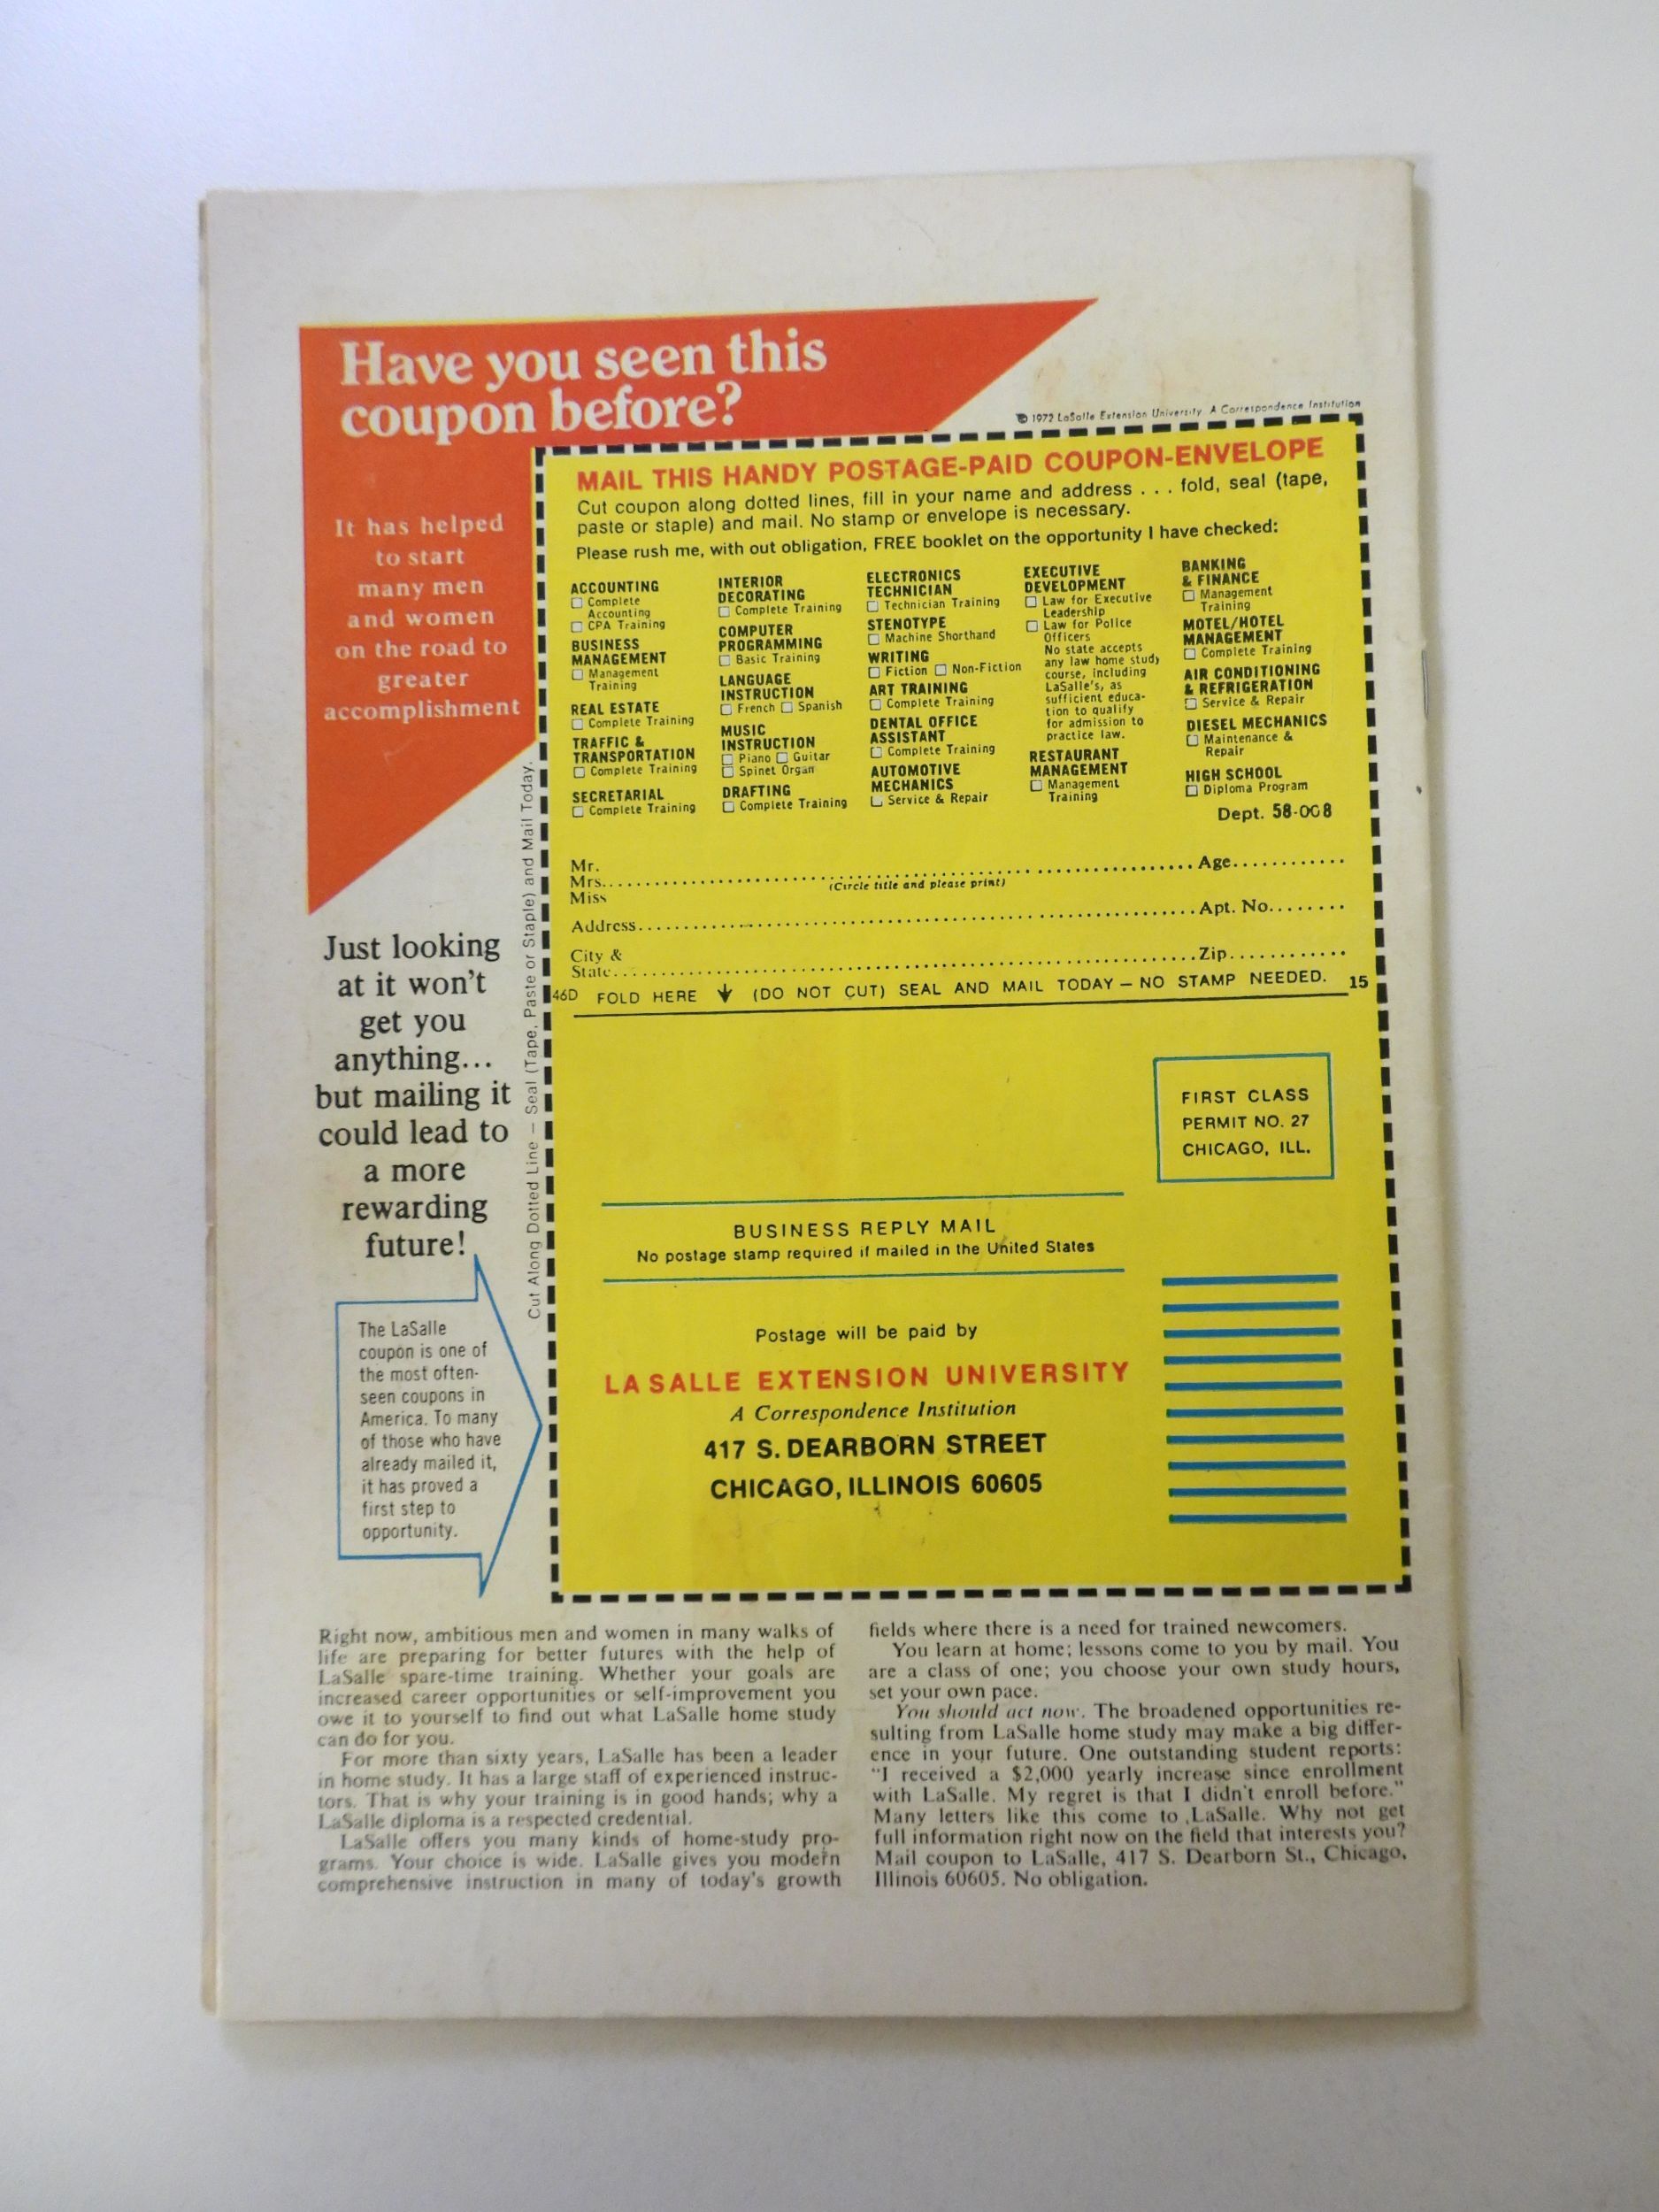 Have you seen this
coupon before?
It has helped
to start
many men
and women
on the road to
greater
accomplishment
Just looking
at it won't
get you
anything...
but mailing it
could lead to
a more
rewarding
future!
The LaSalle
coupon is one of
the most often-
seen coupons in
America. To many
of those who have
already mailed it,
it has proved a
first step to
opportunity.
Cut Along Dotted Line — Seal (Tape, Paste or Staple) and Mail Today.
© 1972 LaSalle Extension University. A Correspondence Institution
MAIL THIS HANDY POSTAGE-PAID COUPON-ENVELOPE
Cut coupon along dotted lines, fill in your name and address . . . fold, seal (tape,
paste or staple) and mail. No stamp or envelope is necessary.
Please rush me, with out obligation, FREE booklet on the opportunity I have checked:
ACCOUNTING
☐ Complete
Accounting
☐ CPA Training
BUSINESS
MANAGEMENT
☐ Management
Training
REAL ESTATE
☐ Complete Training
TRAFFIC &
TRANSPORTATION
☐ Complete Training
SECRETARIAL
☐ Complete Training
INTERIOR
DECORATING
☐ Complete Training
COMPUTER
PROGRAMMING
☐ Basic Training
LANGUAGE
INSTRUCTION
☐ French ☐ Spanish
MUSIC
INSTRUCTION
☐ Piano ☐ Guitar
☐ Spinet Organ
DRAFTING
☐ Complete Training
ELECTRONICS
TECHNICIAN
☐ Technician Training
STENOTYPE
☐ Machine Shorthand
WRITING
☐ Fiction ☐ Non-Fiction
ART TRAINING
☐ Complete Training
DENTAL OFFICE
ASSISTANT
☐ Complete Training
AUTOMOTIVE
MECHANICS
☐ Service & Repair
EXECUTIVE
DEVELOPMENT
☐ Law for Executive
Leadership
☐ Law for Police
Officers
No state accepts
any law home study
course, including
LaSalle's, as
sufficient educa-
tion to qualify
for admission to
practice law.
RESTAURANT
MANAGEMENT
☐ Management
Training
BANKING
& FINANCE
☐ Management
Training
MOTEL/HOTEL
MANAGEMENT
☐ Complete Training
AIR CONDITIONING
& REFRIGERATION
☐ Service & Repair
DIESEL MECHANICS
☐ Maintenance &
Repair
HIGH SCHOOL
☐ Diploma Program
Dept. 58-008
Mr.
Mrs. Age
Miss
(Circle title and please print)
Address Apt. No.
City &
State Zip
46D FOLD HERE ↓ (DO NOT CUT) SEAL AND MAIL TODAY — NO STAMP NEEDED. 15
FIRST CLASS
PERMIT NO. 27
CHICAGO, ILL.
BUSINESS REPLY MAIL
No postage stamp required if mailed in the United States
Postage will be paid by
LA SALLE EXTENSION UNIVERSITY
A Correspondence Institution
417 S. DEARBORN STREET
CHICAGO, ILLINOIS 60605
Right now, ambitious men and women in many walks of
life are preparing for better futures with the help of
LaSalle spare-time training. Whether your goals are
increased career opportunities or self-improvement you
owe it to yourself to find out what LaSalle home study
can do for you.
For more than sixty years, LaSalle has been a leader
in home study. It has a large staff of experienced instruc-
tors. That is why your training is in good hands; why a
LaSalle diploma is a respected credential.
LaSalle offers you many kinds of home-study pro-
grams. Your choice is wide. LaSalle gives you modern
comprehensive instruction in many of today's growth
fields where there is a need for trained newcomers.
You learn at home; lessons come to you by mail. You
are a class of one; you choose your own study hours,
set your own pace.
You should act now. The broadened opportunities re-
sulting from LaSalle home study may make a big differ-
ence in your future. One outstanding student reports:
"I received a $2,000 yearly increase since enrollment
with LaSalle. My regret is that I didn't enroll before."
Many letters like this come to LaSalle. Why not get
full information right now on the field that interests you?
Mail coupon to LaSalle, 417 S. Dearborn St., Chicago,
Illinois 60605. No obligation.